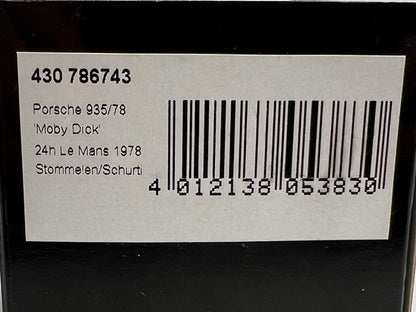 430 786743
Porsche 935/78
'Moby Dick'
24h Le Mans 1978
Stommelen/Schurti
4 012138 053830